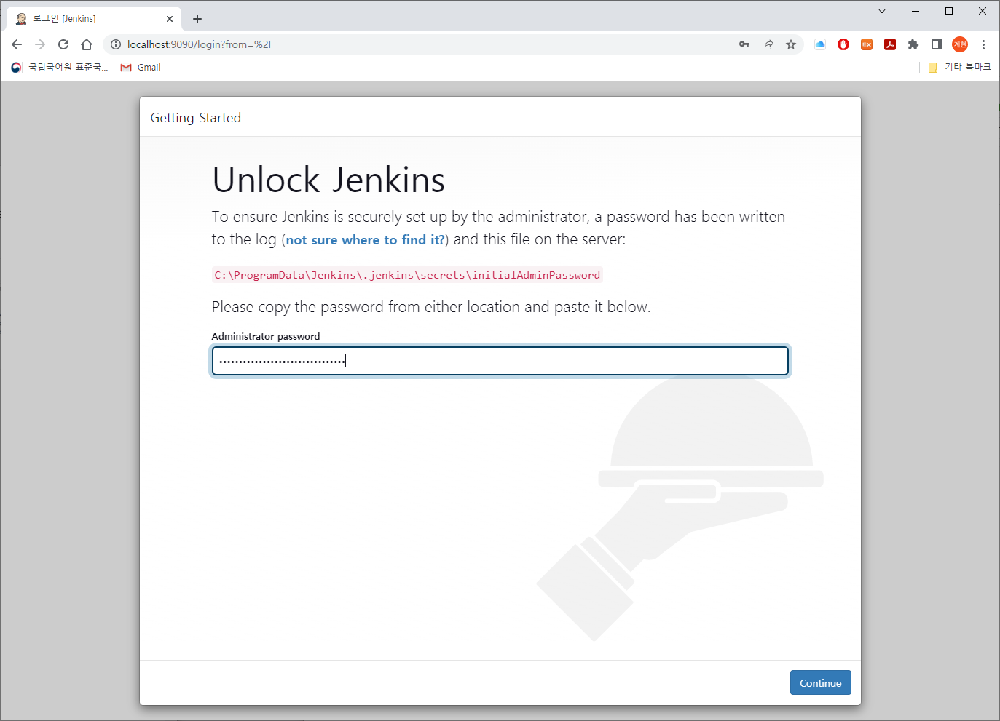 로그인 [Jenkins]
localhost:9090/login?from=%2F
계현
국립국어원 표준국...
Gmail
기타 북마크
Getting Started
Unlock Jenkins
To ensure Jenkins is securely set up by the administrator, a password has been written
to the log (not sure where to find it?) and this file on the server:
C:\ProgramData\Jenkins\.jenkins\secrets\initialAdminPassword
Please copy the password from either location and paste it below.
Administrator password
Continue